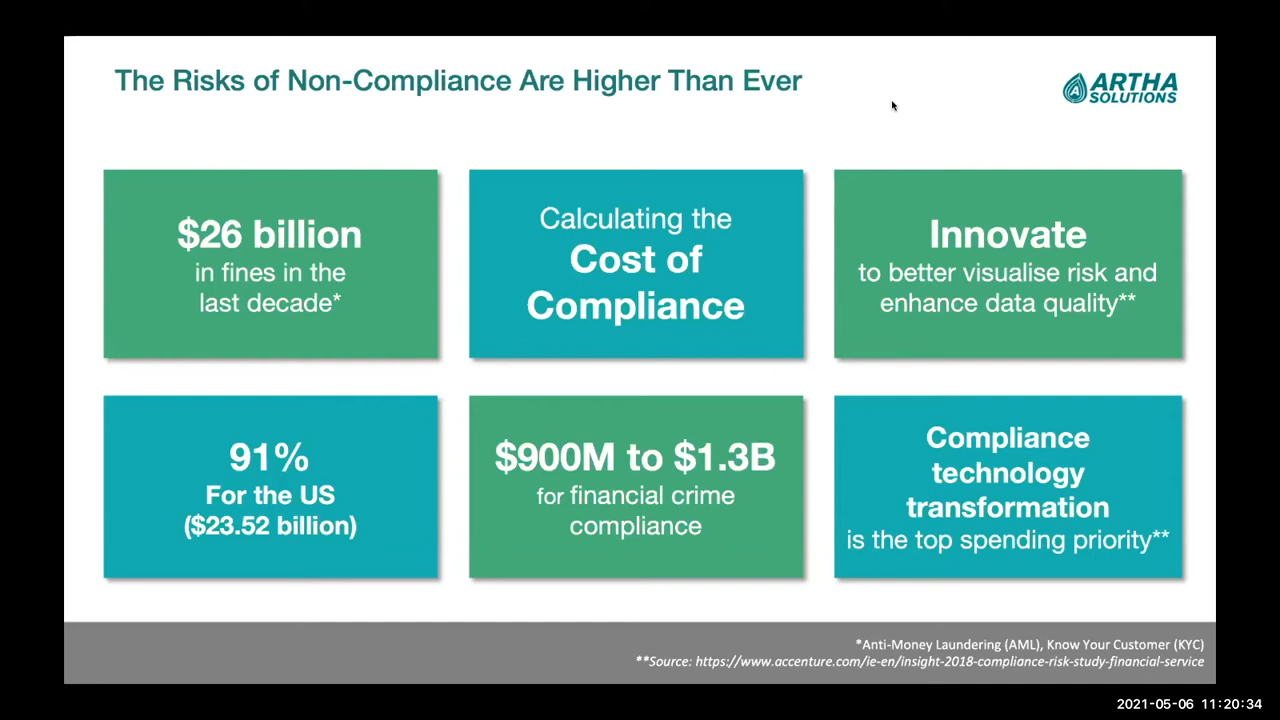 The Risks of Non-Compliance Are Higher Than Ever
ARTHA
SOLUTIONS
$26 billion
in fines in the
last decade*
Calculating the
Cost of
Compliance
Innovate
to better visualise risk and
enhance data quality**
91%
For the US
($23.52 billion)
$900M to $1.3B
for financial crime
compliance
Compliance
technology
transformation
is the top spending priority**
*Anti-Money Laundering (AML), Know Your Customer (KYC)
**Source: https://www.accenture.com/ie-en/insight-2018-compliance-risk-study-financial-service
2021-05-06 11:20:34